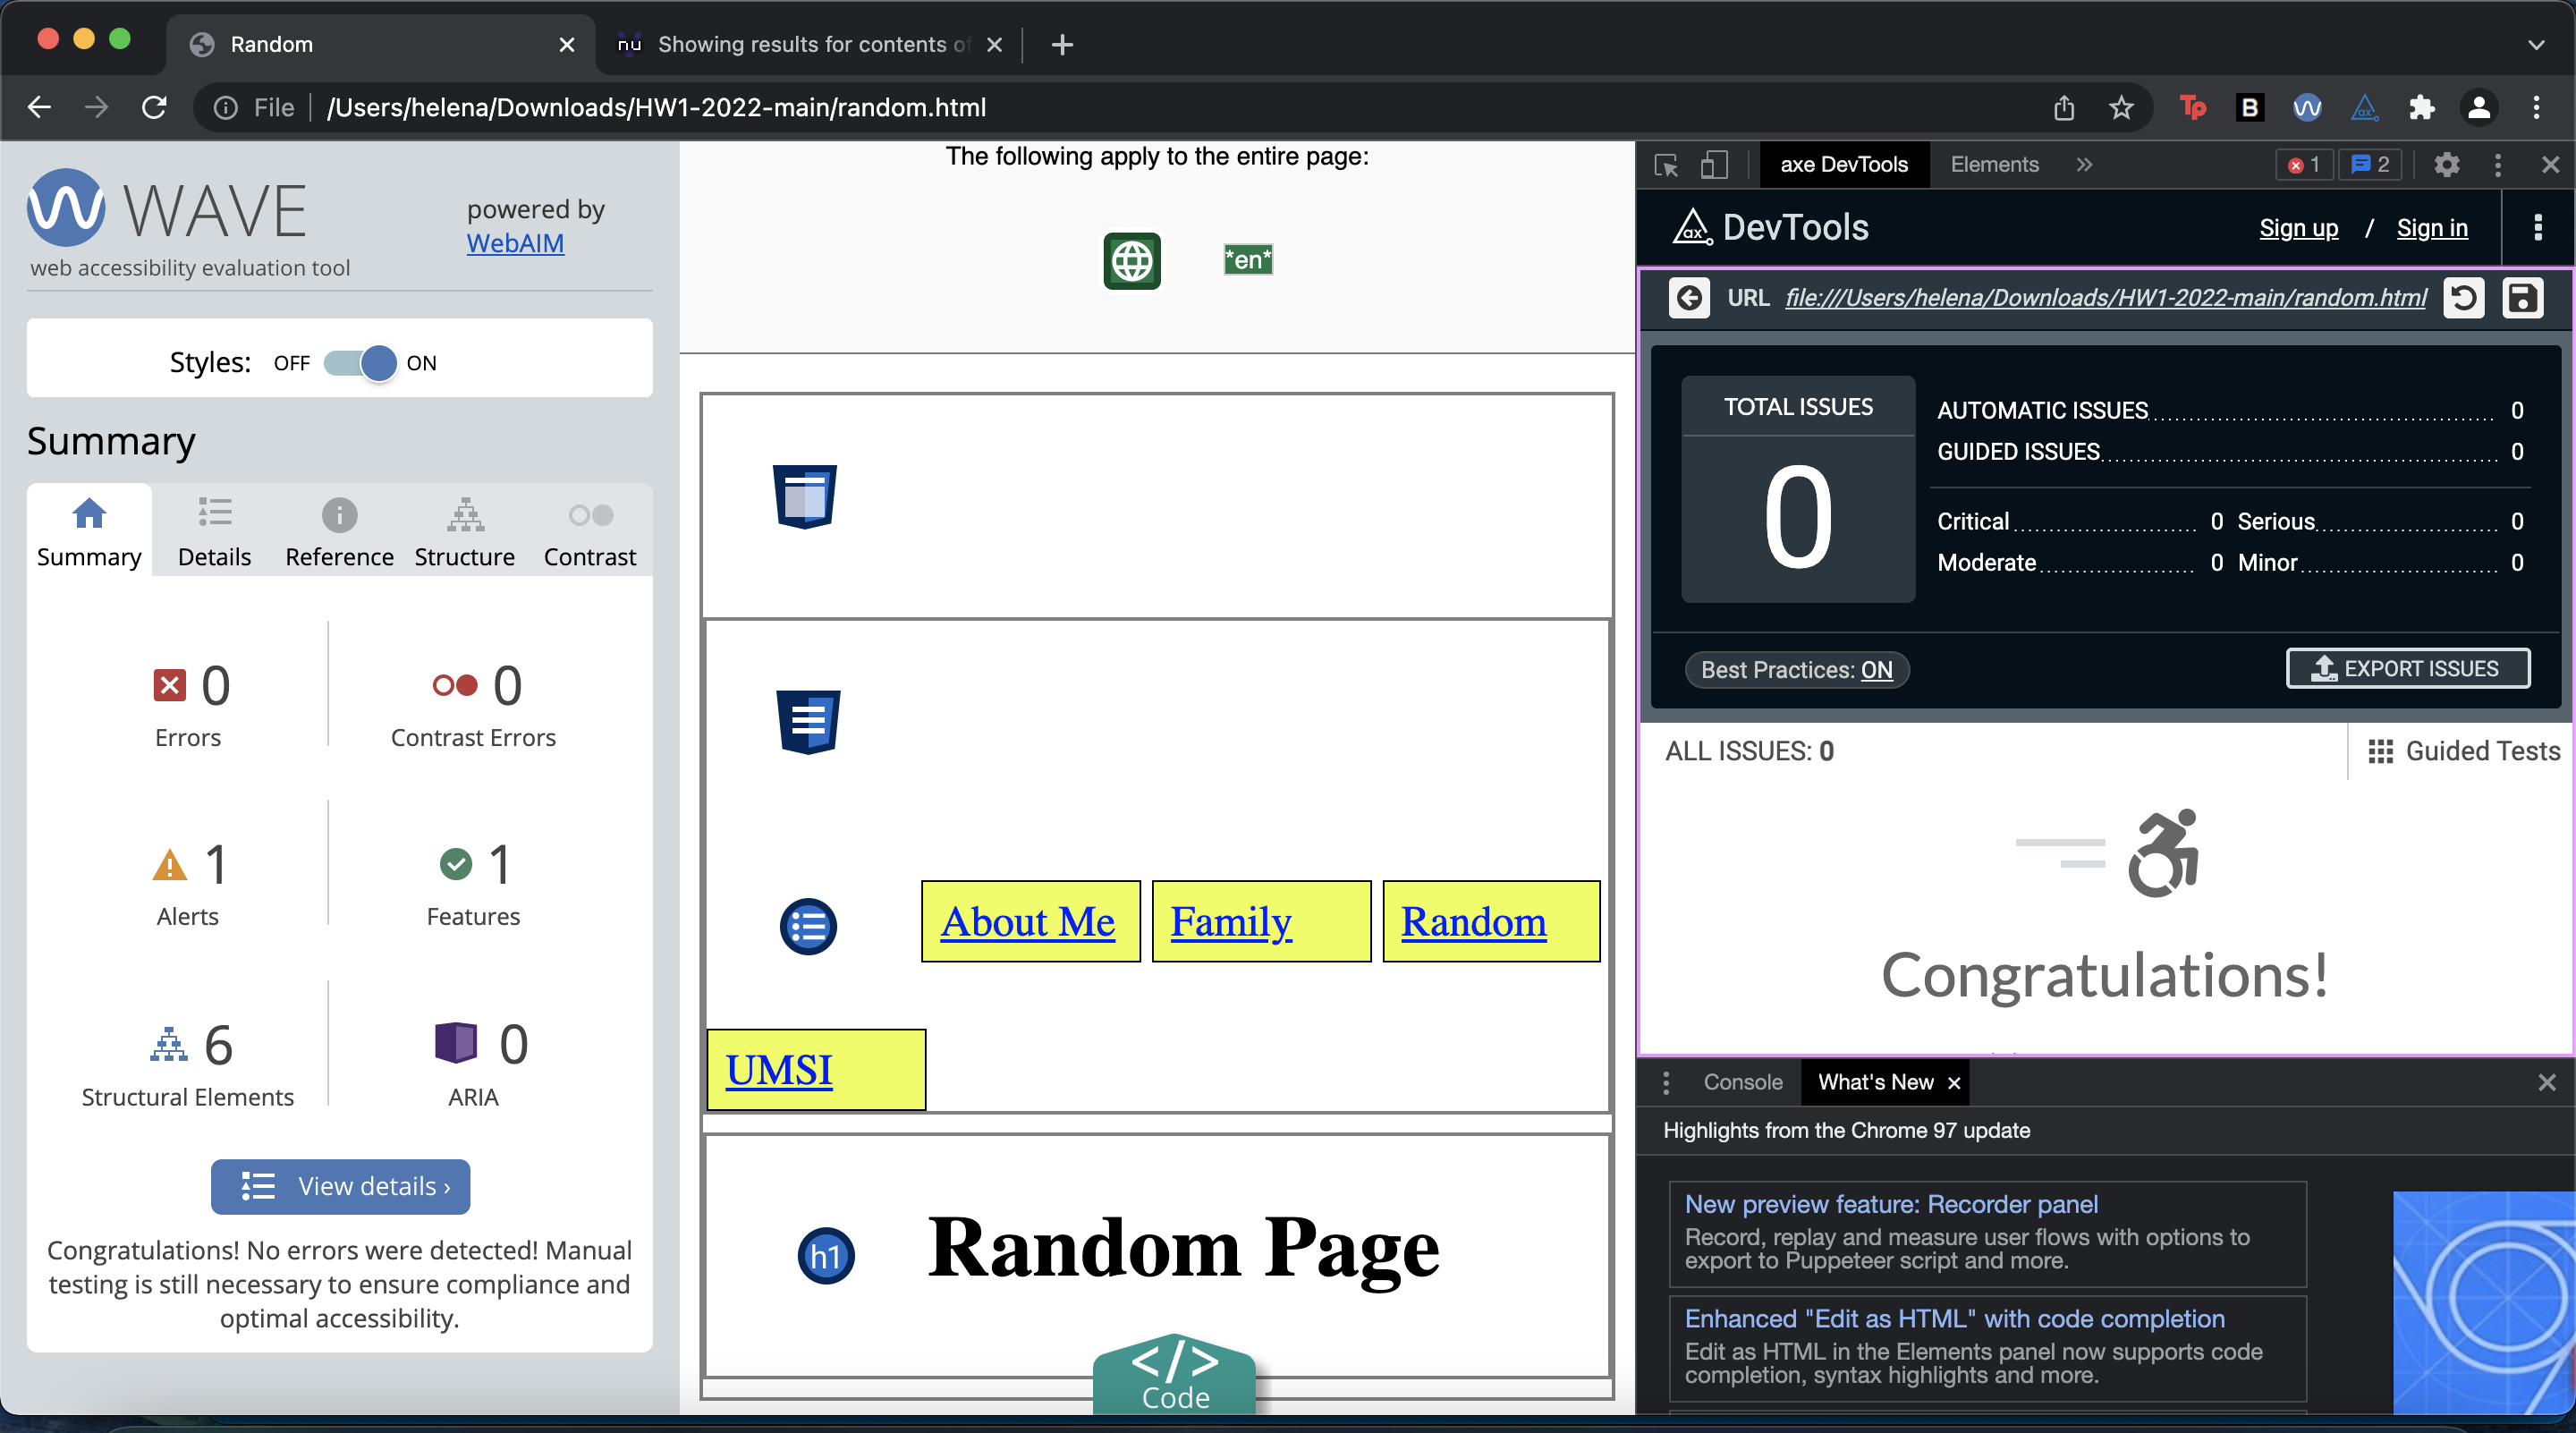 Random
Showing results for contents of
File
/Users/helena/Downloads/HW1-2022-main/random.html
Tp
B
ax
WAVE
powered by
WebAIM
web accessibility evaluation tool
Styles: OFF ON
Summary
Summary
Details
Reference
Structure
Contrast
0
Errors
0
Contrast Errors
1
Alerts
1
Features
6
Structural Elements
0
ARIA
View details ›
Congratulations! No errors were detected! Manual
testing is still necessary to ensure compliance and
optimal accessibility.
The following apply to the entire page:
*en*
About Me
Family
Random
UMSI
h1
Random Page
</>
Code
axe DevTools
Elements
»
1
2
ax DevTools
Sign up / Sign in
URL file:///Users/helena/Downloads/HW1-2022-main/random.html
TOTAL ISSUES
0
AUTOMATIC ISSUES 0
GUIDED ISSUES 0
Critical 0 Serious 0
Moderate 0 Minor 0
Best Practices: ON
EXPORT ISSUES
ALL ISSUES: 0
Guided Tests
Congratulations!
Console
What's New
Highlights from the Chrome 97 update
New preview feature: Recorder panel
Record, replay and measure user flows with options to
export to Puppeteer script and more.
Enhanced "Edit as HTML" with code completion
Edit as HTML in the Elements panel now supports code
completion, syntax highlights and more.